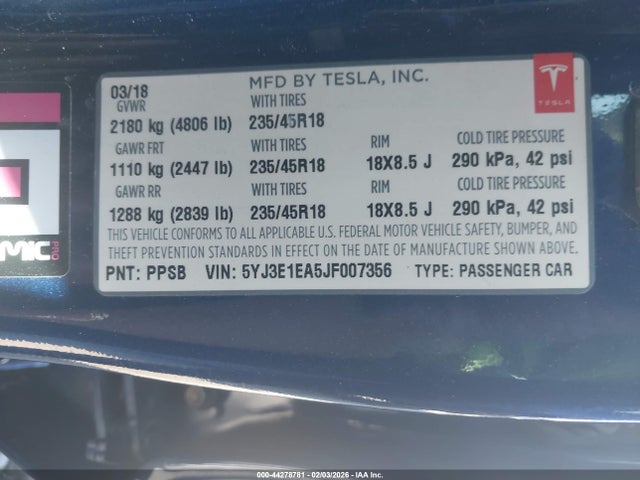 03/18 MFD BY TESLA, INC.
GVWR WITH TIRES
2180 kg (4806 lb) 235/45R18
GAWR FRT WITH TIRES RIM COLD TIRE PRESSURE
1110 kg (2447 lb) 235/45R18 18X8.5 J 290 kPa, 42 psi
GAWR RR WITH TIRES RIM COLD TIRE PRESSURE
1288 kg (2839 lb) 235/45R18 18X8.5 J 290 kPa, 42 psi
THIS VEHICLE CONFORMS TO ALL APPLICABLE U.S. FEDERAL MOTOR VEHICLE SAFETY, BUMPER, AND
THEFT PREVENTION STANDARDS IN EFFECT ON THE DATE OF MANUFACTURE SHOWN ABOVE.
PNT: PPSB VIN: 5YJ3E1EA5JF007356 TYPE: PASSENGER CAR
TESLA
PRO
000-44278781 - 02/03/2026 - IAA Inc.